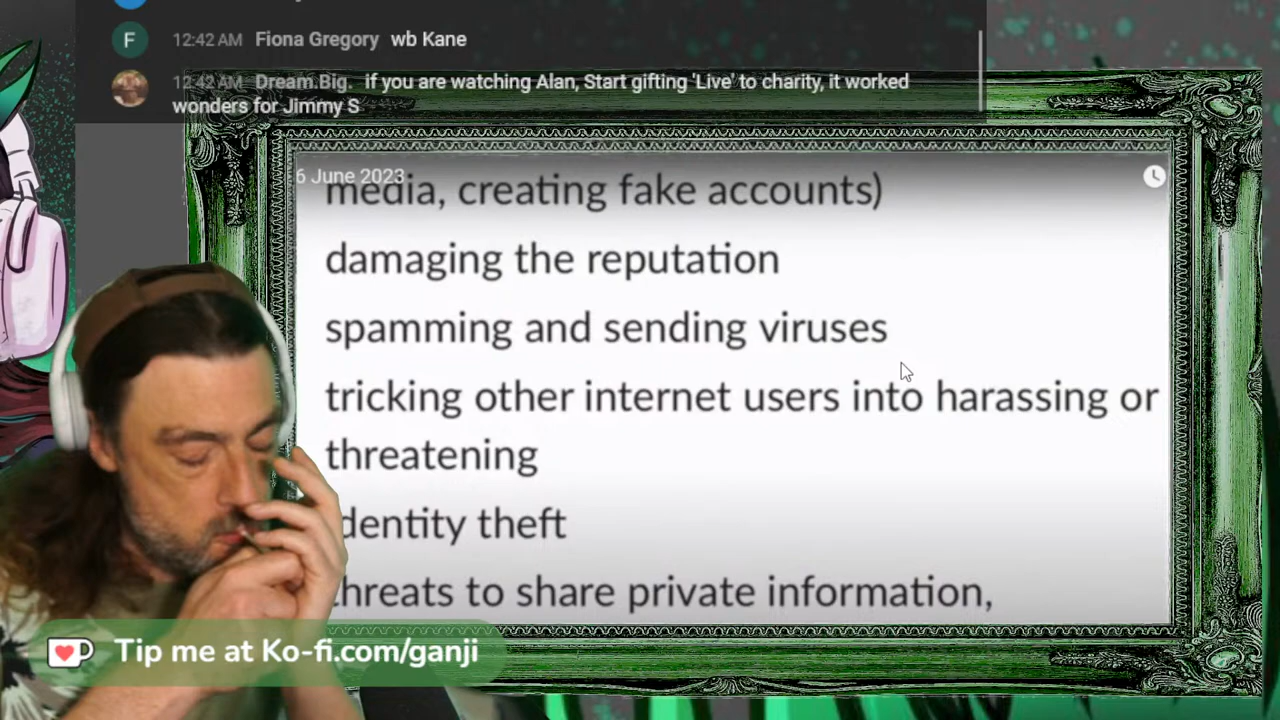 F 12:42 AM Fiona Gregory wb Kane
12:42 AM Dream.Big. if you are watching Alan, Start gifting 'Live' to charity, it worked
wonders for Jimmy S
6 June 2023
media, creating fake accounts)
damaging the reputation
spamming and sending viruses
tricking other internet users into harassing or
threatening
dentity theft
threats to share private information,
Tip me at Ko-fi.com/ganji